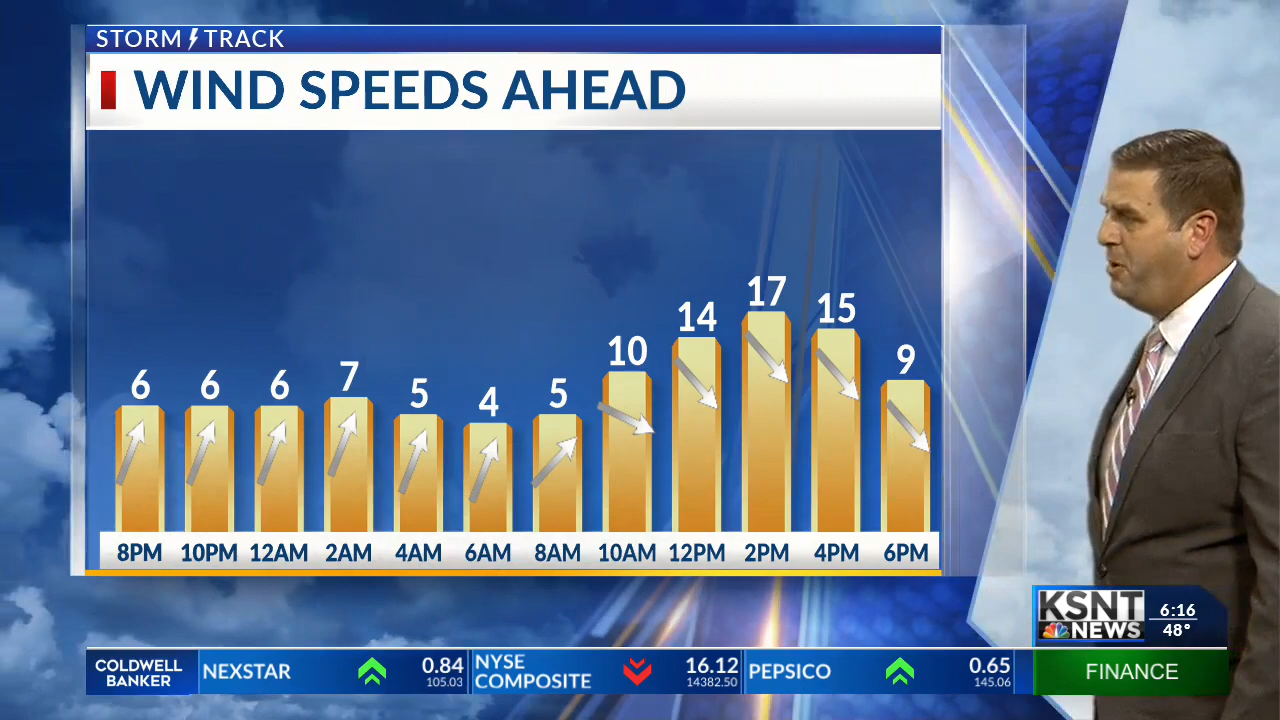 STORM TRACK
WIND SPEEDS AHEAD
6 6 6 7 5 4 5 10 14 17 15 9
8PM 10PM 12AM 2AM 4AM 6AM 8AM 10AM 12PM 2PM 4PM 6PM
KSNT
NEWS
6:16
48°
COLDWELL
BANKER
NEXSTAR
0.84
105.03
NYSE
COMPOSITE
16.12
14382.50
PEPSICO
0.65
145.06
FINANCE